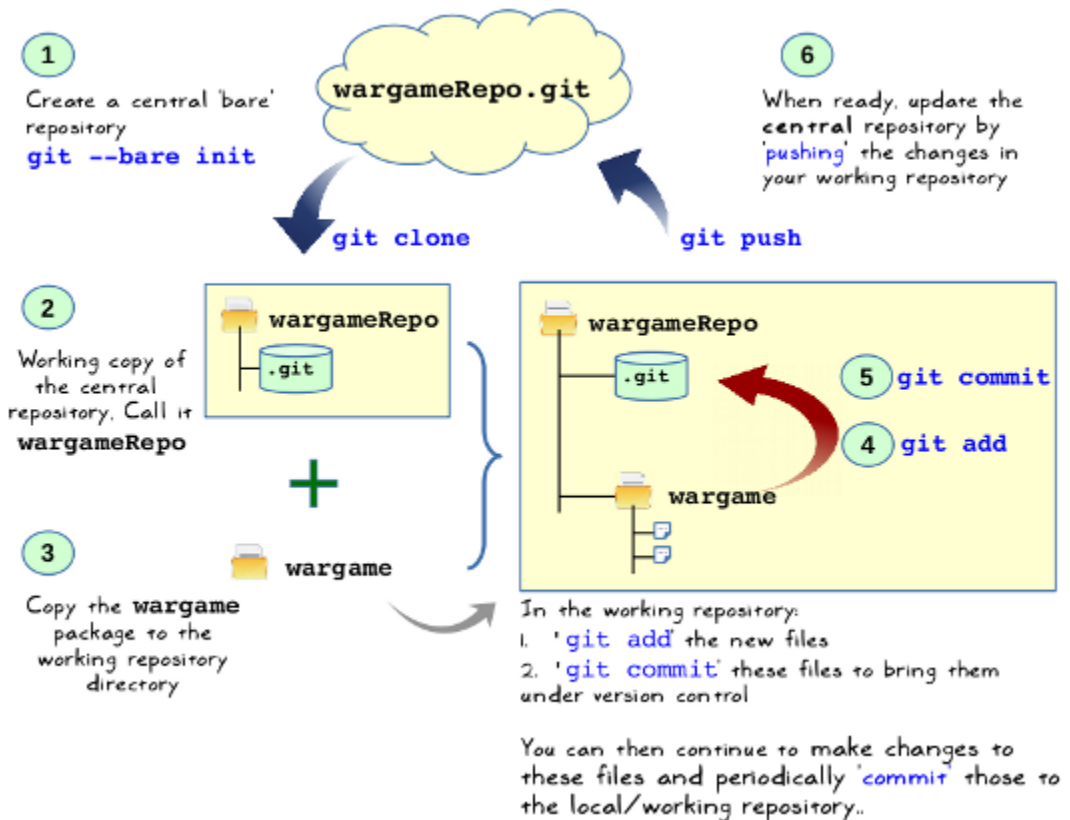 1
Create a central 'bare'
repository
git --bare init
wargameRepo.git
6
When ready, update the
central repository by
'pushing' the changes in
your working repository
git clone
git push
2
Working copy of
the central
repository. Call it
wargameRepo
wargameRepo
.git
wargameRepo
.git
5 git commit
4 git add
wargame
3
Copy the wargame
package to the
working repository
directory
wargame
In the working repository:
1. 'git add' the new files
2. 'git commit' these files to bring them
under version control
You can then continue to make changes to
these files and periodically 'commit' those to
the local/working repository..